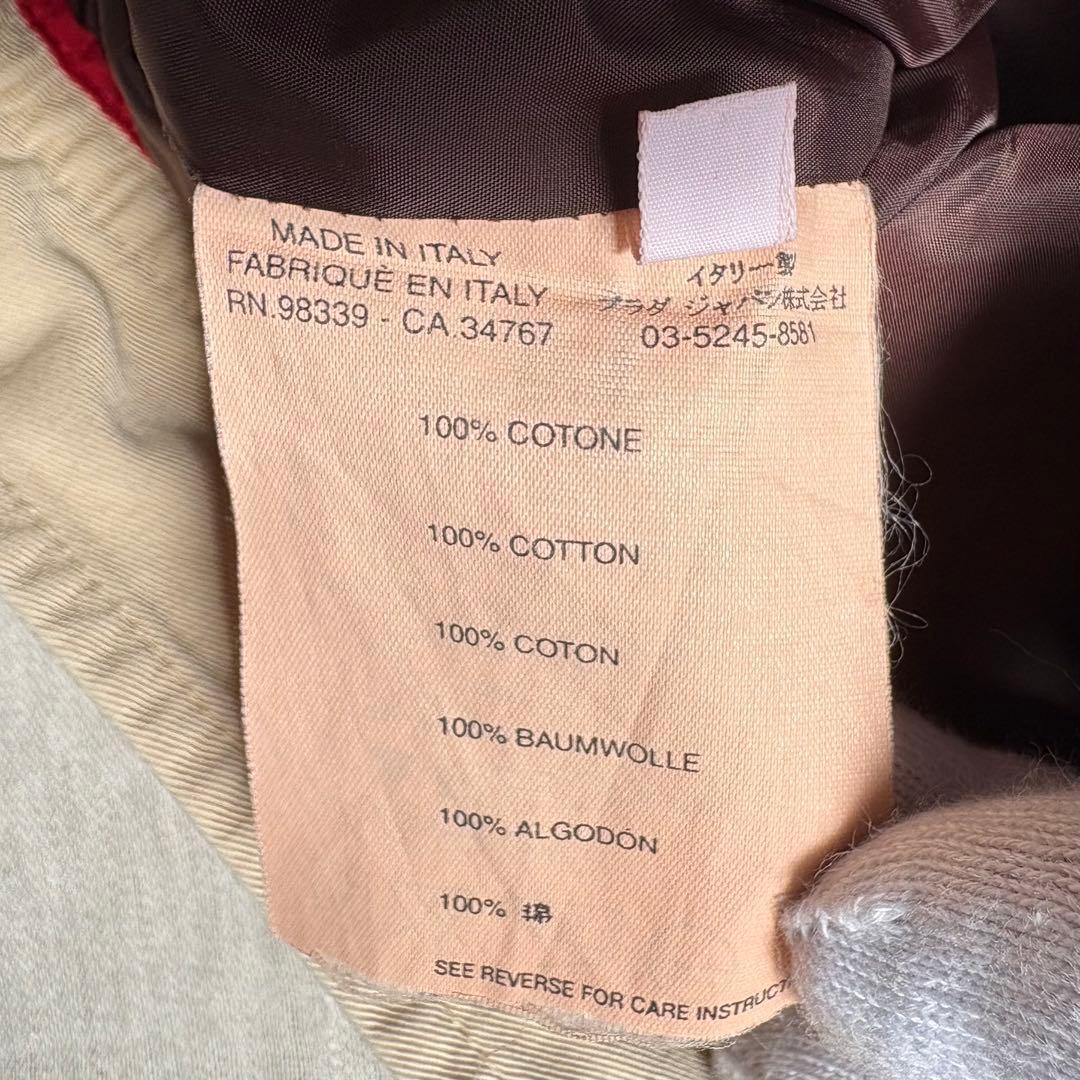 MADE IN ITALY
FABRIQUÈ EN ITALY
RN.98339 - CA.34767
イタリー製
プラダ ジャパン株式会社
03-5245-8581
100% COTONE
100% COTTON
100% COTON
100% BAUMWOLLE
100% ALGODÓN
100% 綿
SEE REVERSE FOR CARE INSTRUCT